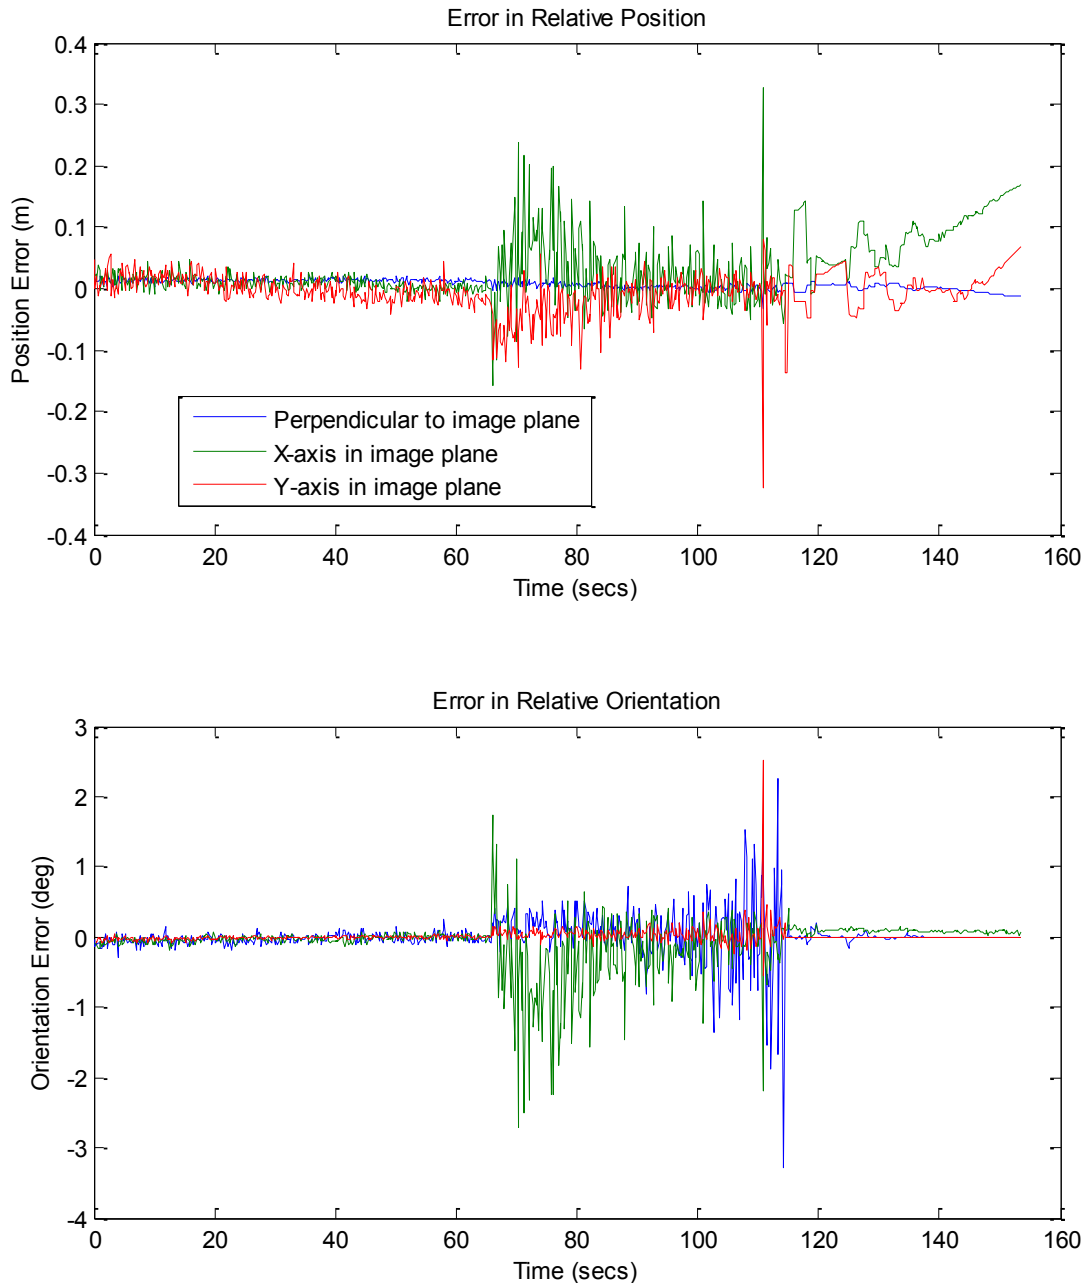 Error in Relative Position
0.4
0.3
0.2
0.1
0
-0.1
-0.2
-0.3
-0.4
Position Error (m)
Perpendicular to image plane
X-axis in image plane
Y-axis in image plane
0 20 40 60 80 100 120 140 160
Time (secs)
Error in Relative Orientation
3
2
1
0
-1
-2
-3
-4
Orientation Error (deg)
0 20 40 60 80 100 120 140 160
Time (secs)